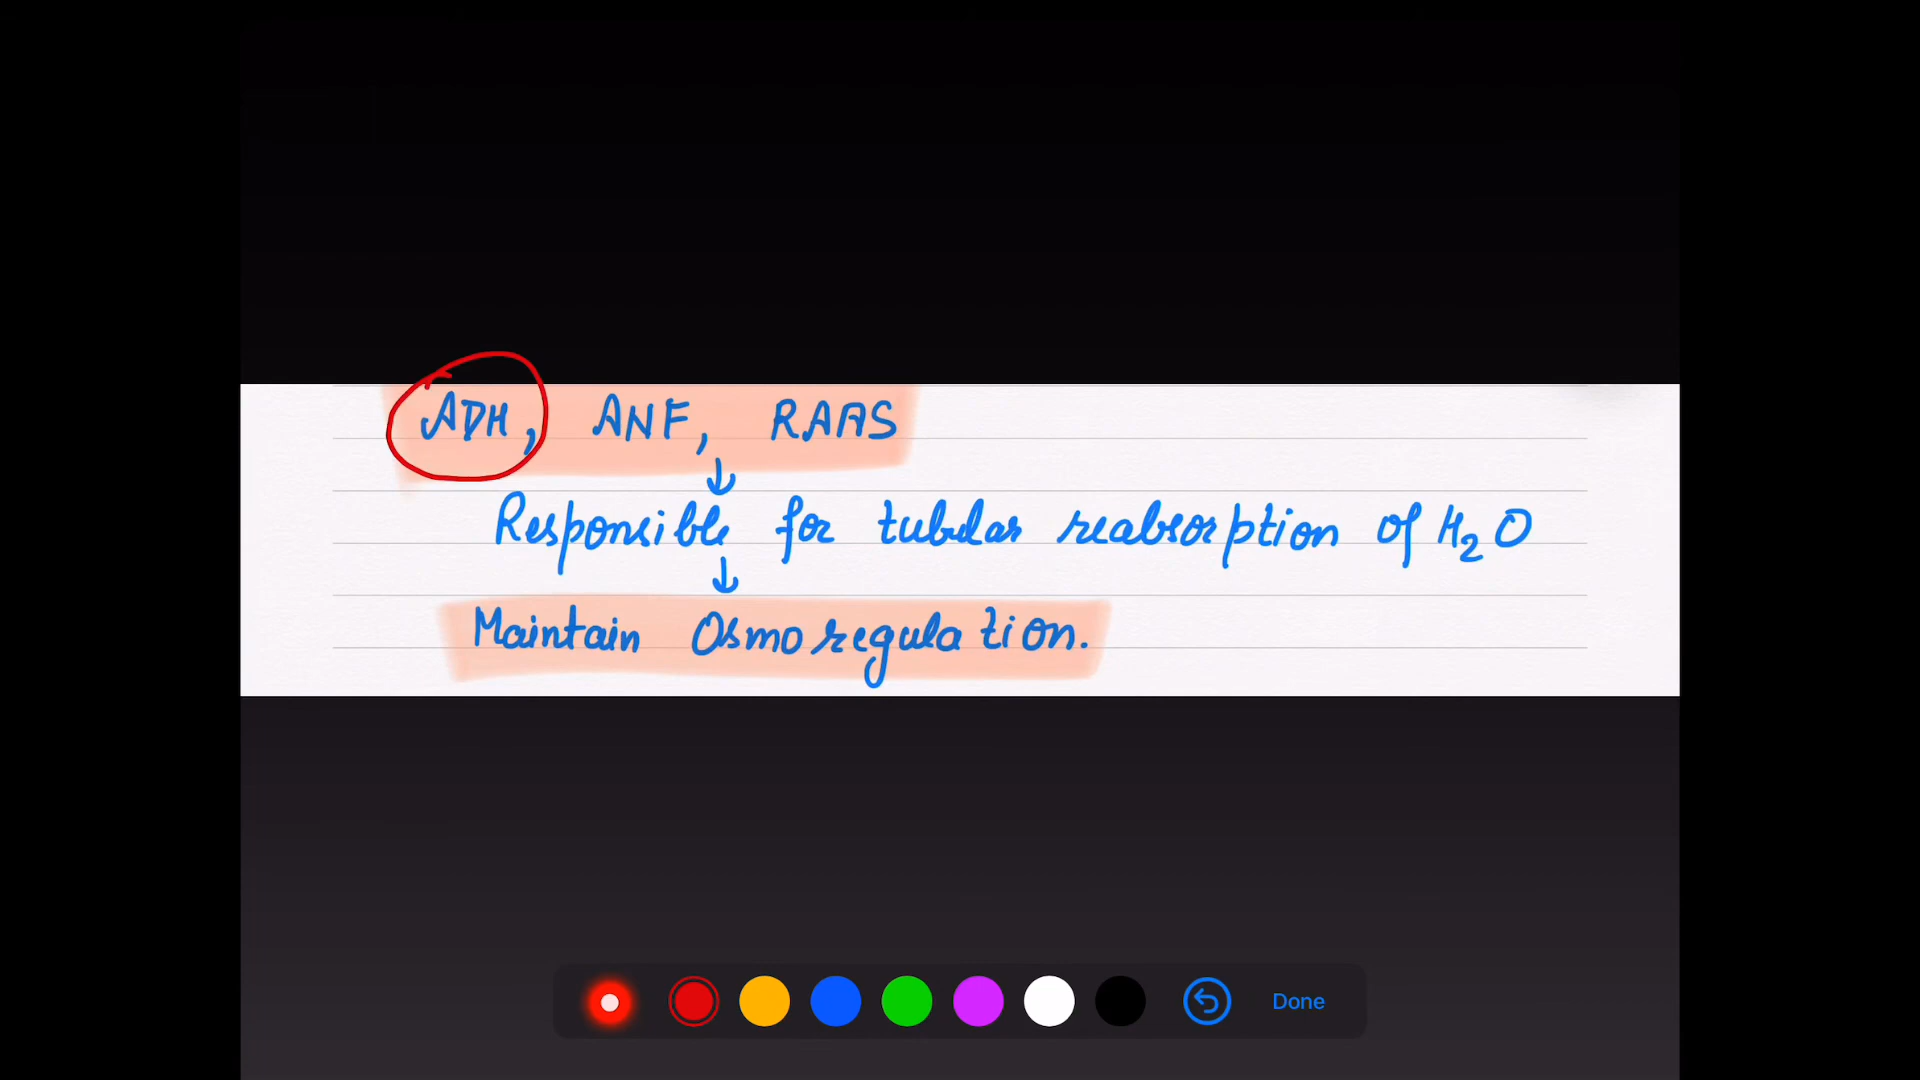 ADH, ANF, RAAS
↓
Responsible for tubular reabsorption of H₂O
↓
Maintain Osmoregulation.
Done